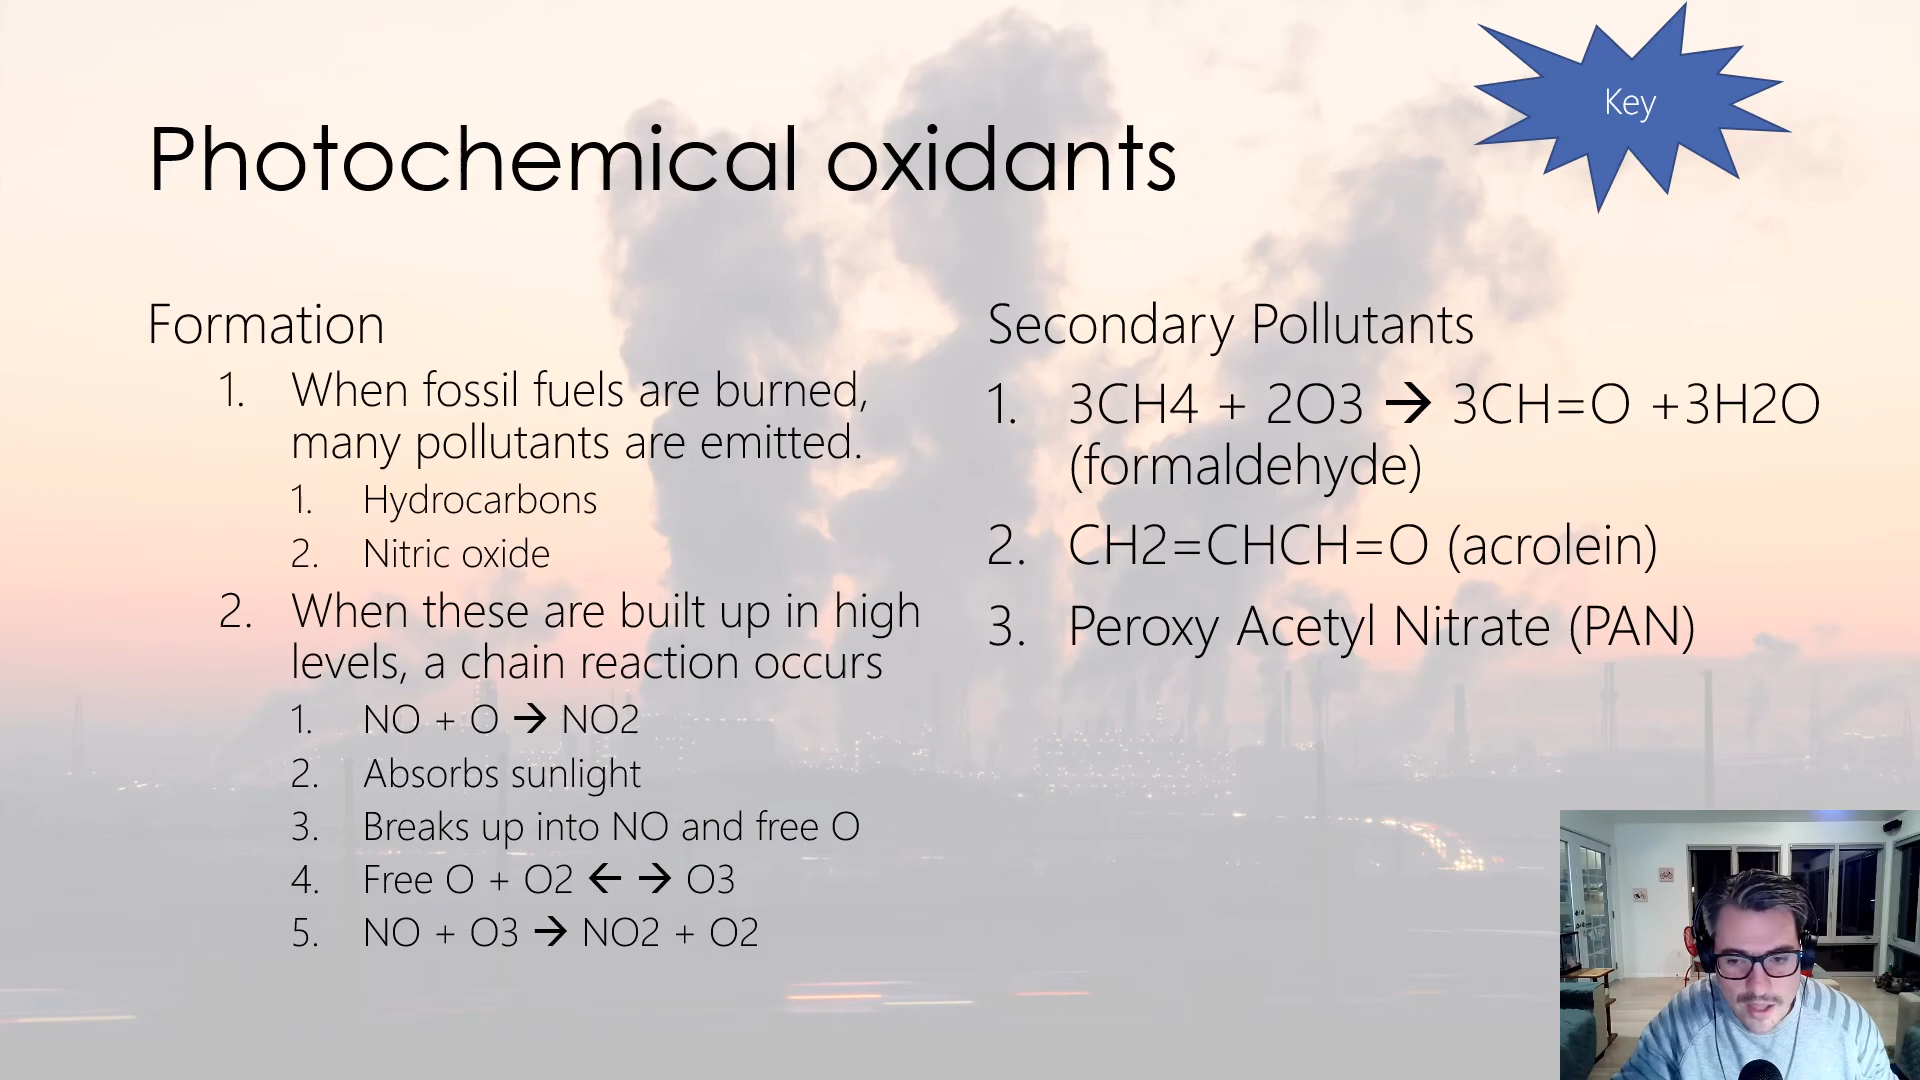 Key
Photochemical oxidants
Formation
1. When fossil fuels are burned,
many pollutants are emitted.
1. Hydrocarbons
2. Nitric oxide
2. When these are built up in high
levels, a chain reaction occurs
1. NO + O → NO2
2. Absorbs sunlight
3. Breaks up into NO and free O
4. Free O + O2 ← → O3
5. NO + O3 → NO2 + O2
Secondary Pollutants
1. 3CH4 + 2O3 → 3CH=O +3H2O
(formaldehyde)
2. CH2=CHCH=O (acrolein)
3. Peroxy Acetyl Nitrate (PAN)